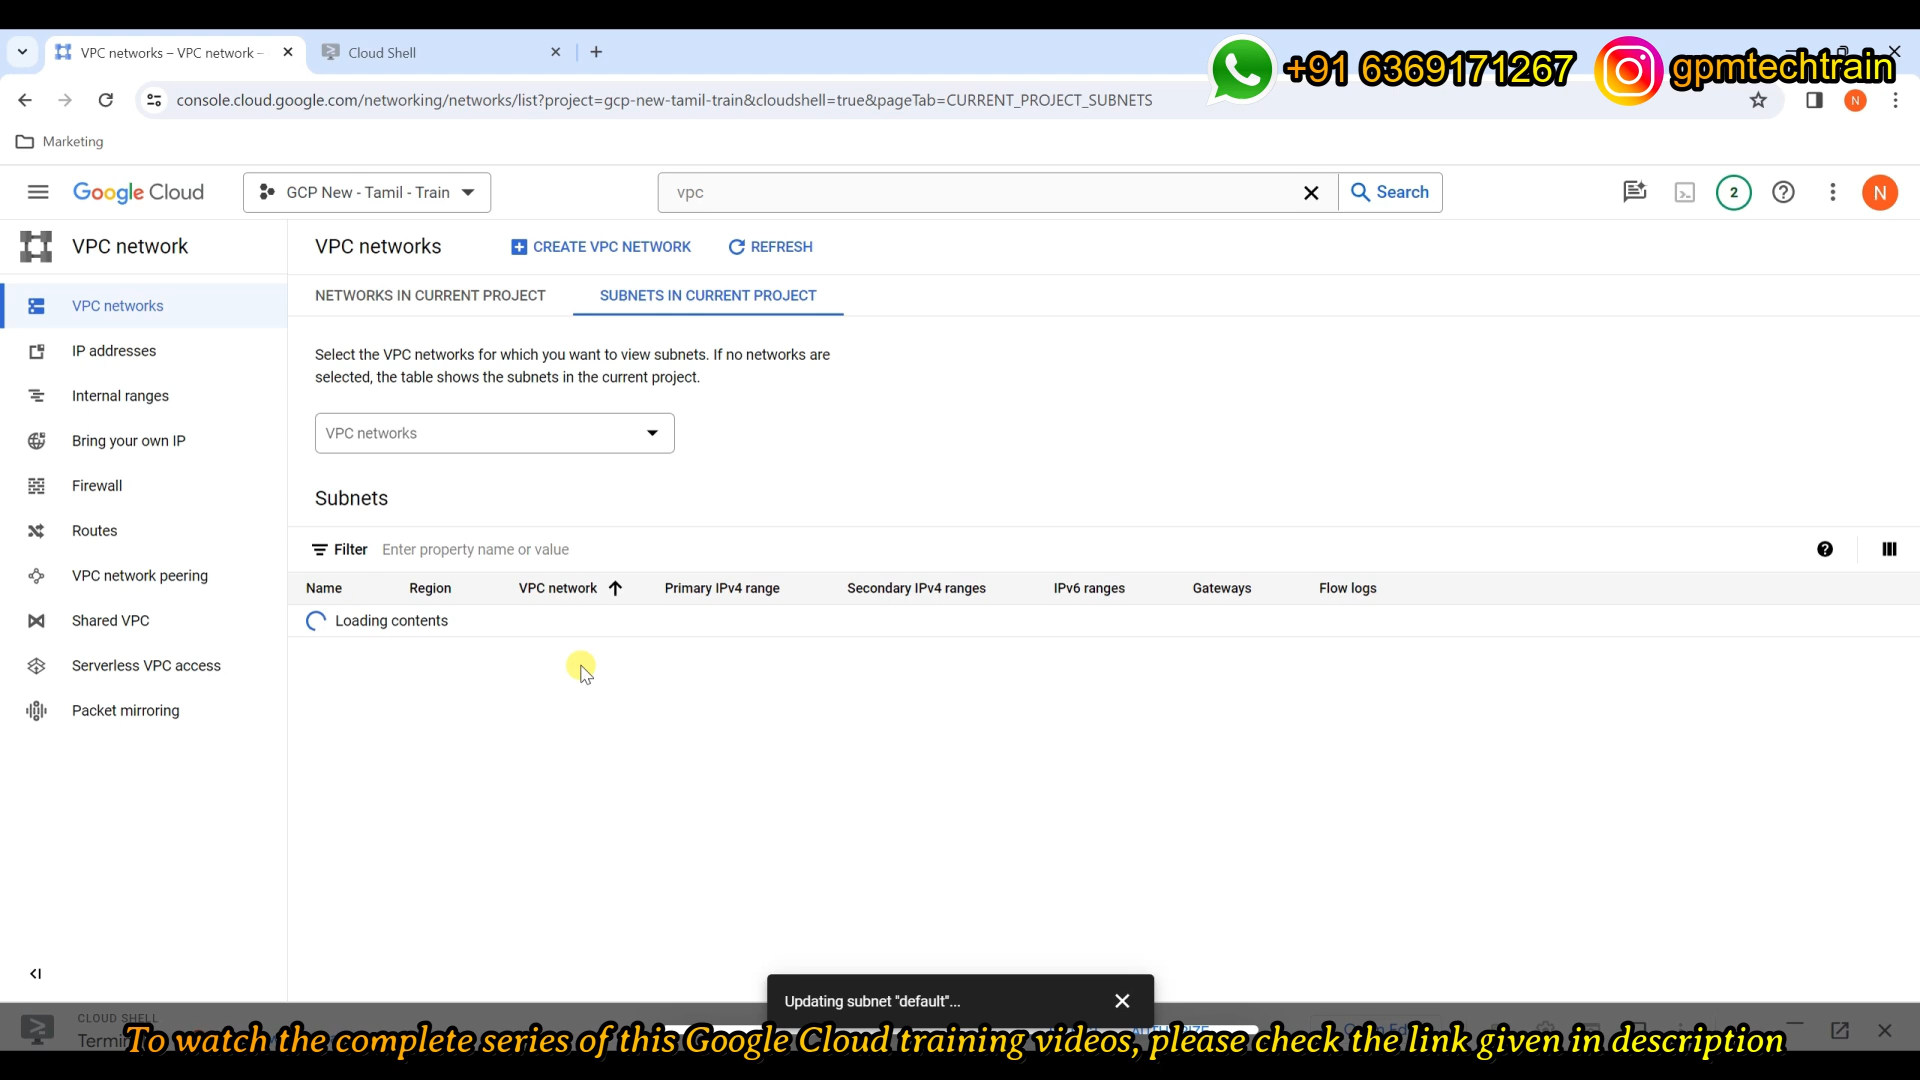 VPC networks – VPC network –
Cloud Shell
+91 6369171267
gpmtechtrain
console.cloud.google.com/networking/networks/list?project=gcp-new-tamil-train&cloudshell=true&pageTab=CURRENT_PROJECT_SUBNETS
N
Marketing
Google Cloud
GCP New - Tamil - Train
vpc
Search
2
N
VPC network
VPC networks
CREATE VPC NETWORK
REFRESH
VPC networks
IP addresses
Internal ranges
Bring your own IP
Firewall
Routes
VPC network peering
Shared VPC
Serverless VPC access
Packet mirroring
NETWORKS IN CURRENT PROJECT
SUBNETS IN CURRENT PROJECT
Select the VPC networks for which you want to view subnets. If no networks are
selected, the table shows the subnets in the current project.
VPC networks
Subnets
Filter
Enter property name or value
Name
Region
VPC network
Primary IPv4 range
Secondary IPv4 ranges
IPv6 ranges
Gateways
Flow logs
Loading contents
Updating subnet "default"...
CLOUD SHELL
To watch the complete series of this Google Cloud training videos, please check the link given in description